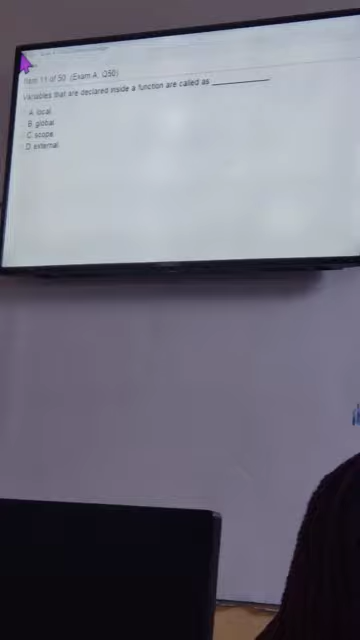 Item 11 of 50 (Exam A, Q50)
Variables that are declared inside a function are called as ____________
A. local
B. global
C. scope
D. external